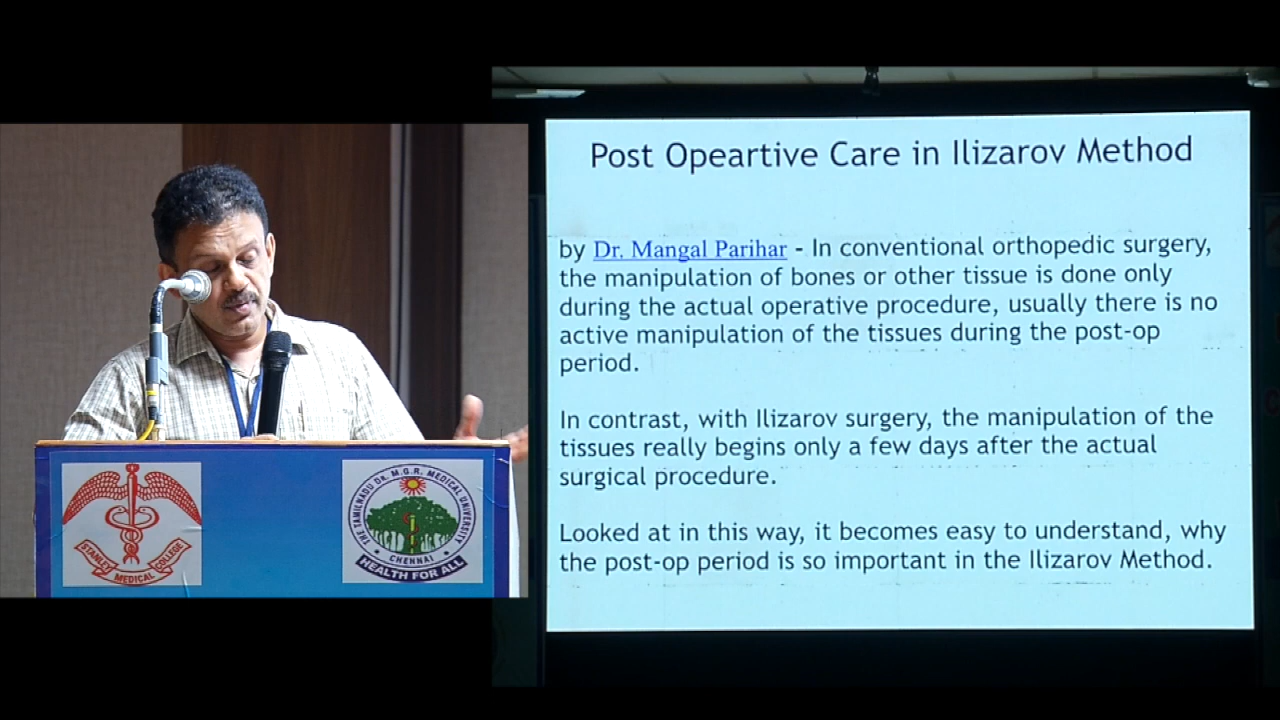 Post Opeartive Care in Ilizarov Method
by Dr. Mangal Parihar - In conventional orthopedic surgery,
the manipulation of bones or other tissue is done only
during the actual operative procedure, usually there is no
active manipulation of the tissues during the post-op
period.
In contrast, with Ilizarov surgery, the manipulation of the
tissues really begins only a few days after the actual
surgical procedure.
Looked at in this way, it becomes easy to understand, why
the post-op period is so important in the Ilizarov Method.
STANLEY
MEDICAL COLLEGE
THE TAMILNADU DR. M.G.R. MEDICAL UNIVERSITY
CHENNAI
HEALTH FOR ALL